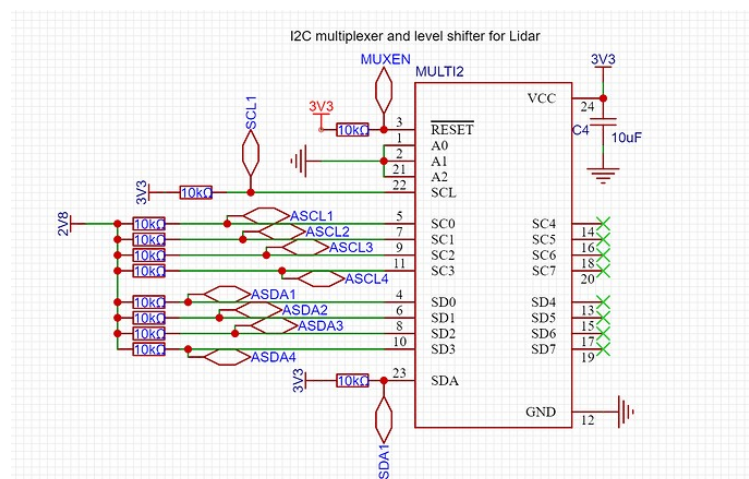 I2C multiplexer and level shifter for Lidar
MUXEN
MULTI2
3V3
VCC
24
C4
10uF
SCL1
3V3
10kΩ
3
RESET
1
A0
2
A1
21
A2
3V3
10kΩ
22
SCL
2V8
10kΩ
ASCL1
5
SC0
SC4
14
10kΩ
ASCL2
7
SC1
SC5
16
10kΩ
ASCL3
9
SC2
SC6
18
10kΩ
ASCL4
11
SC3
SC7
20
10kΩ
ASDA1
4
SD0
SD4
13
10kΩ
ASDA2
6
SD1
SD5
15
10kΩ
ASDA3
8
SD2
SD6
17
10kΩ
ASDA4
10
SD3
SD7
19
3V3
10kΩ
23
SDA
SDA1
GND
12